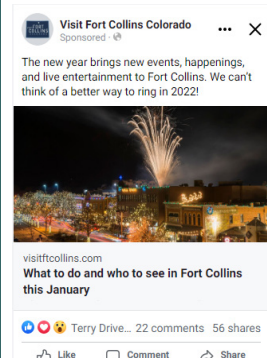 FORT
COLLINS
Visit Fort Collins Colorado
Sponsored ·
The new year brings new events, happenings,
and live entertainment to Fort Collins. We can't
think of a better way to ring in 2022!
visitftcollins.com
What to do and who to see in Fort Collins
this January
Terry Drive... 22 comments 56 shares
Like Comment Share